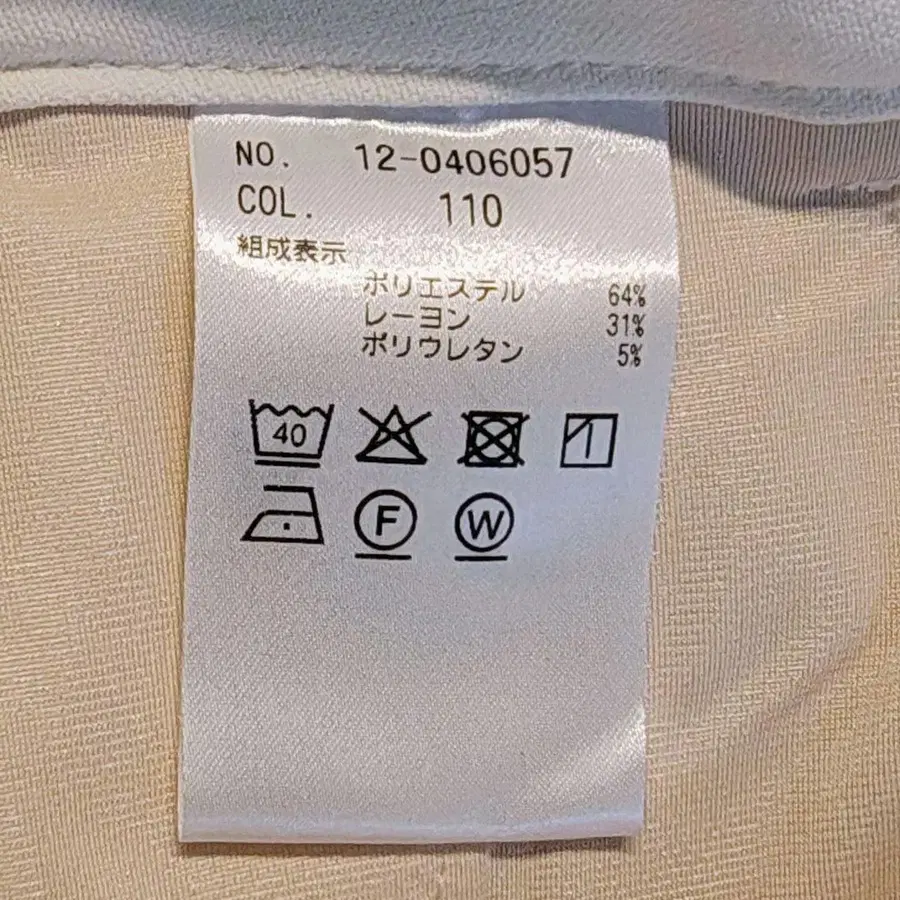 NO. 12-0406057
COL. 110
組成表示
ポリエステル 64%
レーヨン 31%
ポリウレタン 5%
40
F W